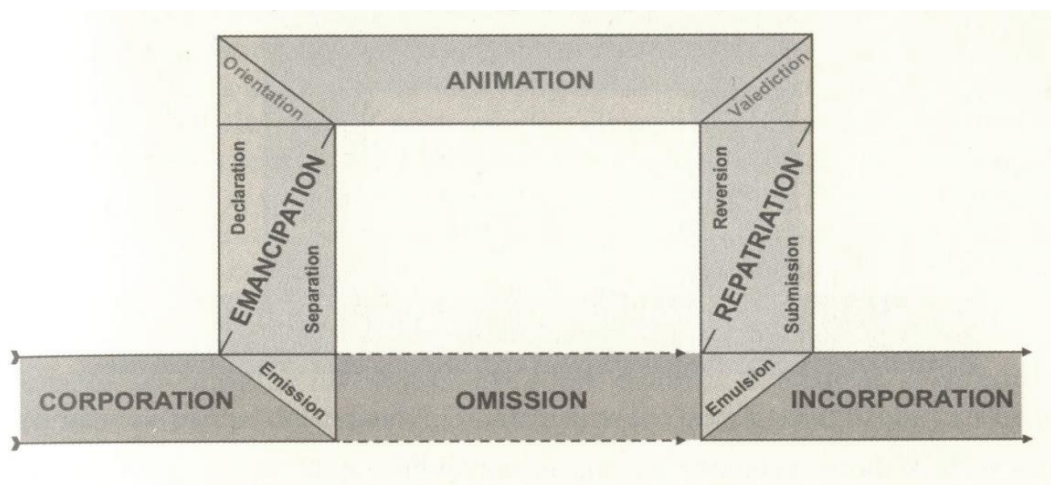 Orientation
ANIMATION
Valediction
Declaration
EMANCIPATION
Separation
Reversion
REPATRIATION
Submission
CORPORATION
Emission
OMISSION
Emulsion
INCORPORATION